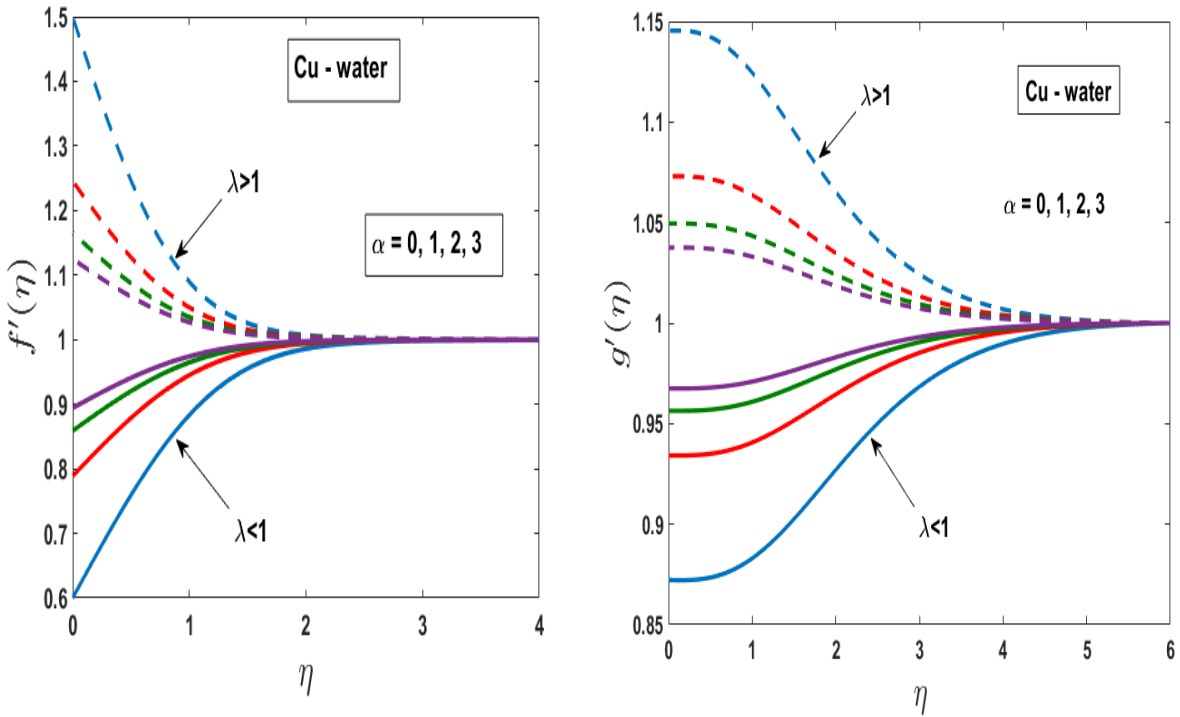 1.5
1.4
1.3
1.2
1.1
1
0.9
0.8
0.7
0.6
f′(η)
Cu - water
λ>1
α = 0, 1, 2, 3
λ<1
0 1 2 3 4
η
1.15
1.1
1.05
1
0.95
0.9
0.85
g′(η)
Cu - water
λ>1
α = 0, 1, 2, 3
λ<1
0 1 2 3 4 5 6
η